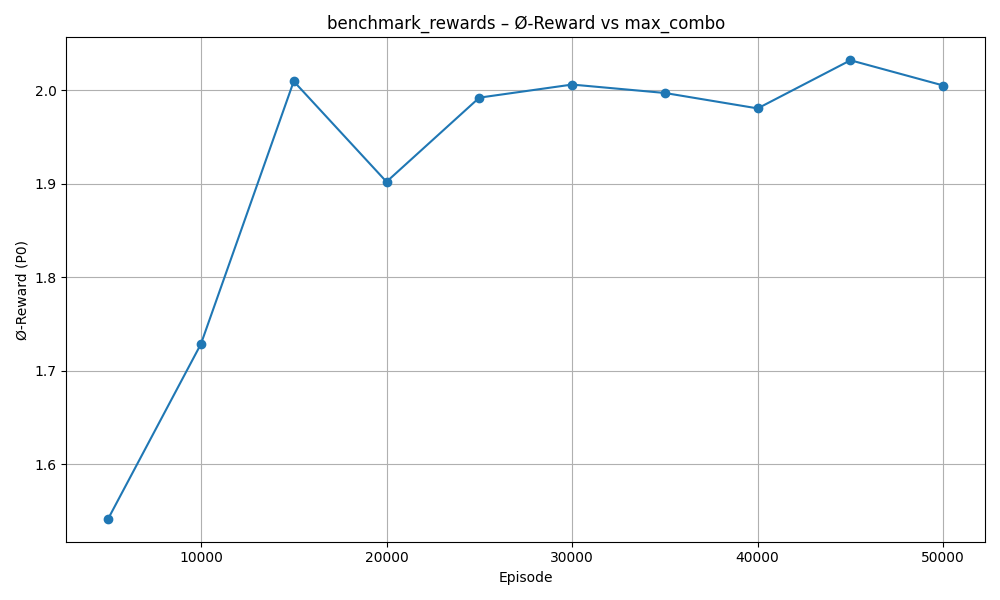 benchmark_rewards – Ø-Reward vs max_combo
Ø-Reward (P0)
2.0
1.9
1.8
1.7
1.6
10000 20000 30000 40000 50000
Episode